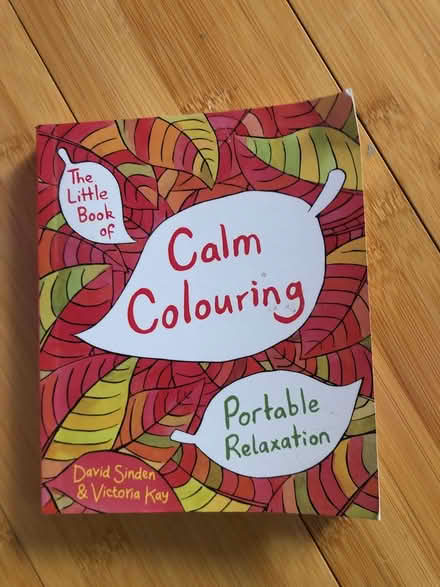 The
Little
Book
of
Calm
Colouring
Portable
Relaxation
David Sinden
& Victoria Kay